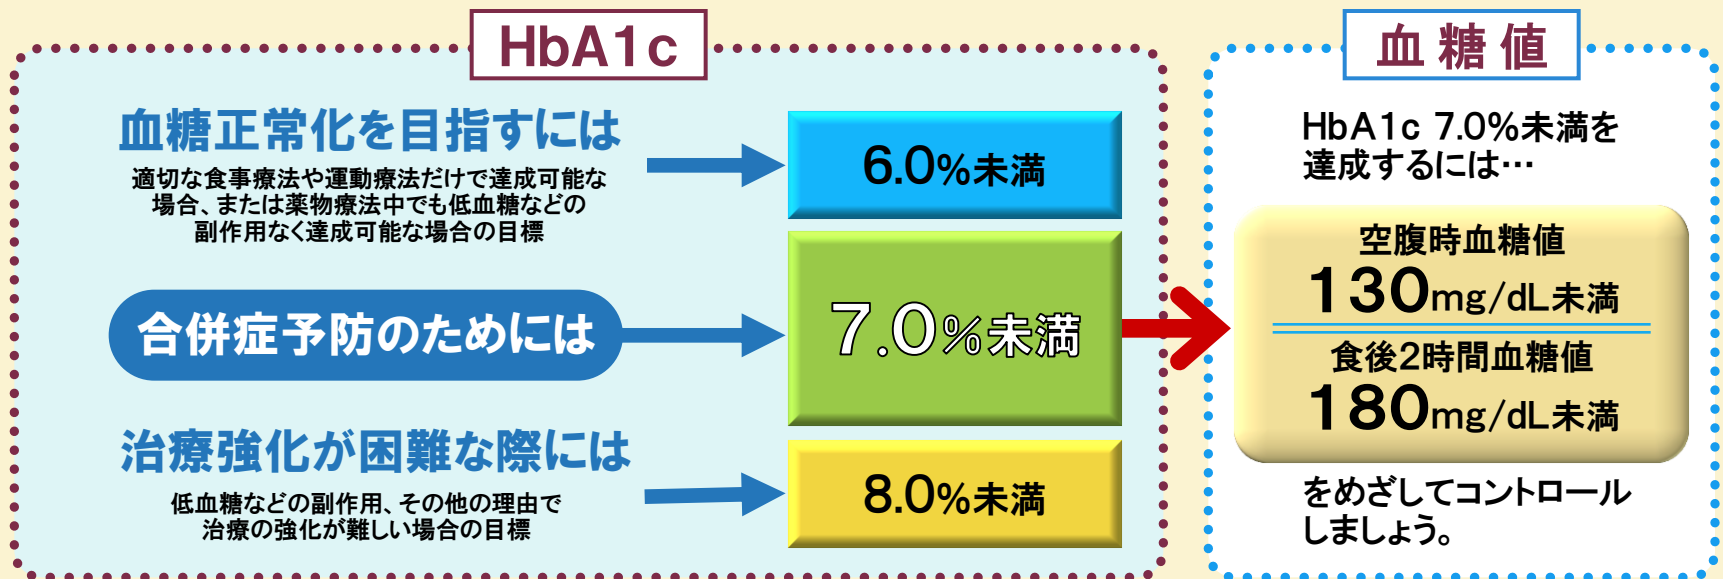 HbA1c
血糖正常化を目指すには
適切な食事療法や運動療法だけで達成可能な
場合、または薬物療法中でも低血糖などの
副作用なく達成可能な場合の目標
6.0%未満
合併症予防のためには
7.0%未満
治療強化が困難な際には
低血糖などの副作用、その他の理由で
治療の強化が難しい場合の目標
8.0%未満
血糖値
HbA1c 7.0%未満を
達成するには…
空腹時血糖値
130mg/dL未満
食後2時間血糖値
180mg/dL未満
をめざしてコントロール
しましょう。